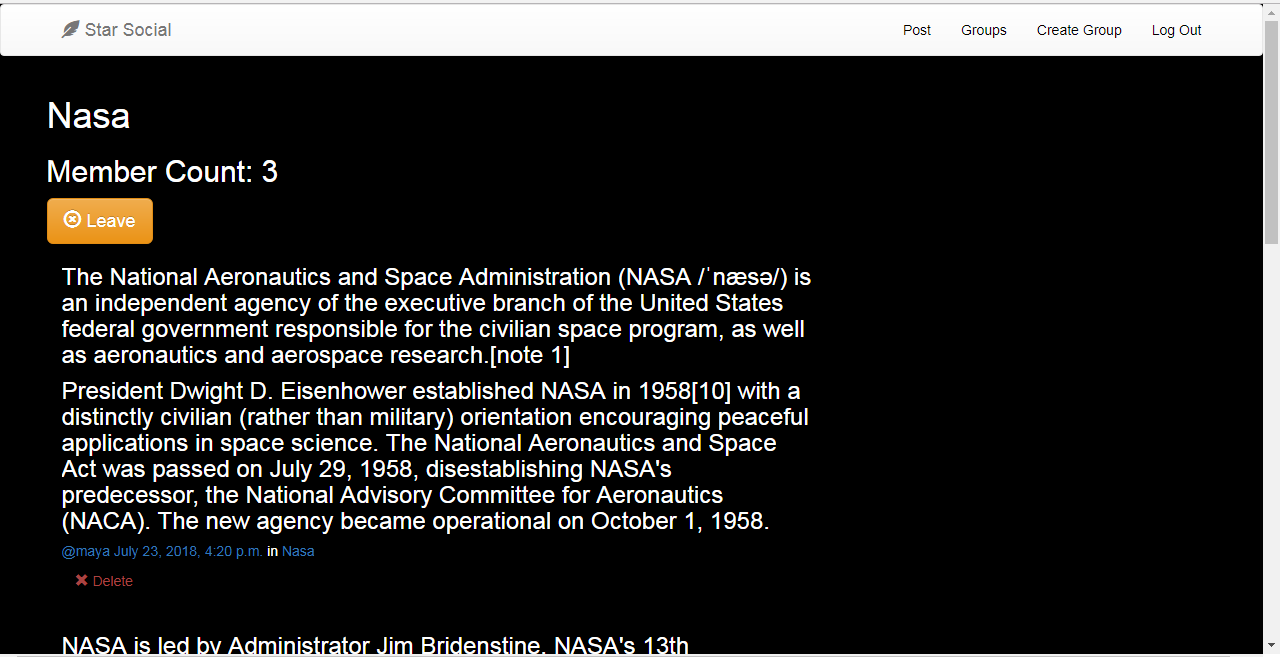 Star Social
Post
Groups
Create Group
Log Out
Nasa
Member Count: 3
Leave
The National Aeronautics and Space Administration (NASA /ˈnæsə/) is
an independent agency of the executive branch of the United States
federal government responsible for the civilian space program, as well
as aeronautics and aerospace research.[note 1]
President Dwight D. Eisenhower established NASA in 1958[10] with a
distinctly civilian (rather than military) orientation encouraging peaceful
applications in space science. The National Aeronautics and Space
Act was passed on July 29, 1958, disestablishing NASA's
predecessor, the National Advisory Committee for Aeronautics
(NACA). The new agency became operational on October 1, 1958.
@maya July 23, 2018, 4:20 p.m. in Nasa
Delete
NASA is led by Administrator Jim Bridenstine, NASA's 13th